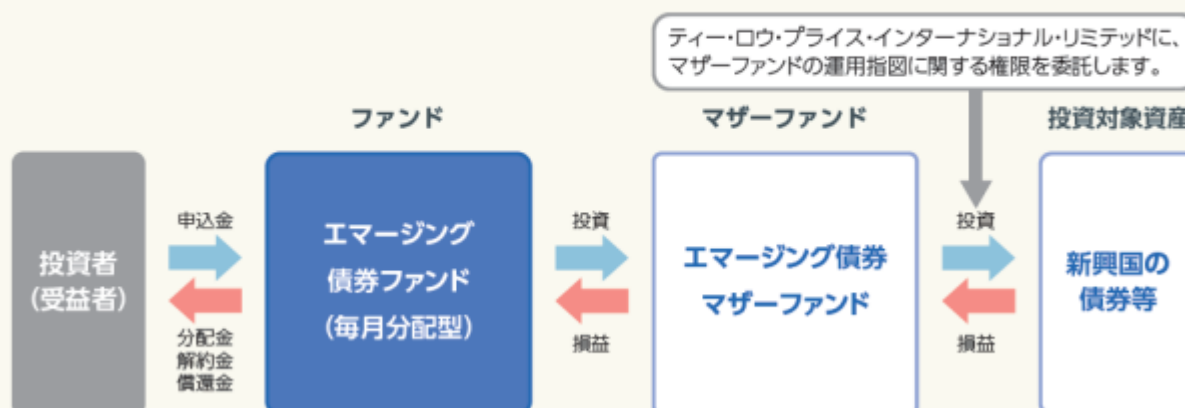 ティー・ロウ・プライス・インターナショナル・リミテッドに、
マザーファンドの運用指図に関する権限を委託します。
ファンド
マザーファンド
投資対象資産
投資者
(受益者)
申込金
分配金
解約金
償還金
エマージング
債券ファンド
(毎月分配型)
投資
損益
エマージング債券
マザーファンド
投資
損益
新興国の
債券等